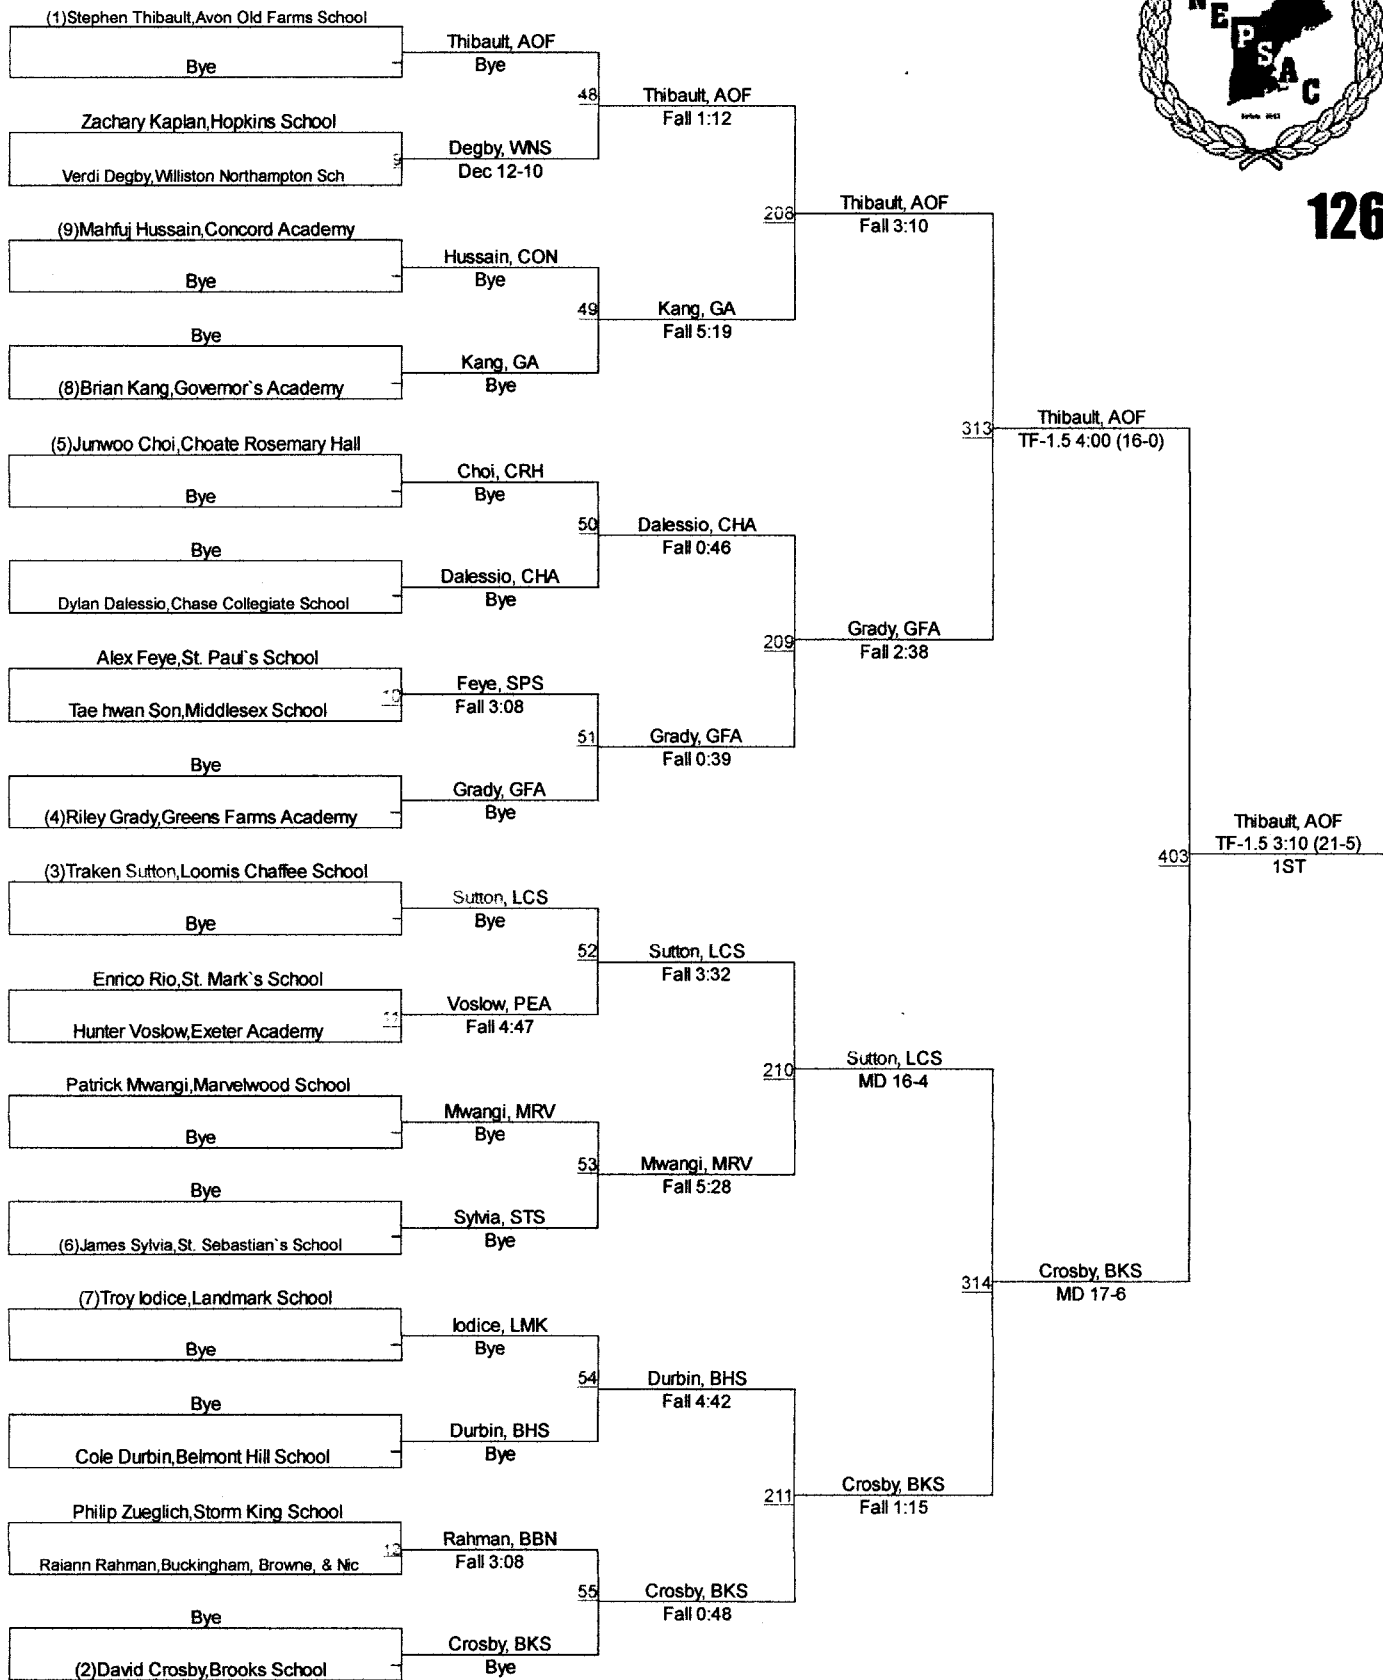 (1)Stephen Thibault,Avon Old Farms School
Bye
Thibault, AOF
Bye
Zachary Kaplan,Hopkins School
9
Verdi Degby,Williston Northampton Sch
Degby, WNS
Dec 12-10
48
Thibault, AOF
Fall 1:12
(9)Mahfuj Hussain,Concord Academy
Bye
Hussain, CON
Bye
Bye
(8)Brian Kang,Governor`s Academy
Kang, GA
Bye
49
Kang, GA
Fall 5:19
208
Thibault, AOF
Fall 3:10
(5)Junwoo Choi,Choate Rosemary Hall
Bye
Choi, CRH
Bye
Bye
Dylan Dalessio,Chase Collegiate School
Dalessio, CHA
Bye
50
Dalessio, CHA
Fall 0:46
Alex Feye,St. Paul`s School
10
Tae hwan Son,Middlesex School
Feye, SPS
Fall 3:08
Bye
(4)Riley Grady,Greens Farms Academy
Grady, GFA
Bye
51
Grady, GFA
Fall 0:39
209
Grady, GFA
Fall 2:38
313
Thibault, AOF
TF-1.5 4:00 (16-0)
(3)Traken Sutton,Loomis Chaffee School
Bye
Sutton, LCS
Bye
Enrico Rio,St. Mark`s School
11
Hunter Voslow,Exeter Academy
Voslow, PEA
Fall 4:47
52
Sutton, LCS
Fall 3:32
Patrick Mwangi,Marvelwood School
Bye
Mwangi, MRV
Bye
Bye
(6)James Sylvia,St. Sebastian`s School
Sylvia, STS
Bye
53
Mwangi, MRV
Fall 5:28
210
Sutton, LCS
MD 16-4
(7)Troy Iodice,Landmark School
Bye
Iodice, LMK
Bye
Bye
Cole Durbin,Belmont Hill School
Durbin, BHS
Bye
54
Durbin, BHS
Fall 4:42
Philip Zueglich,Storm King School
12
Raiann Rahman,Buckingham, Browne, & Nic
Rahman, BBN
Fall 3:08
Bye
(2)David Crosby,Brooks School
Crosby, BKS
Bye
55
Crosby, BKS
Fall 0:48
211
Crosby, BKS
Fall 1:15
314
Crosby, BKS
MD 17-6
403
Thibault, AOF
TF-1.5 3:10 (21-5)
1ST
NEPSAC
126